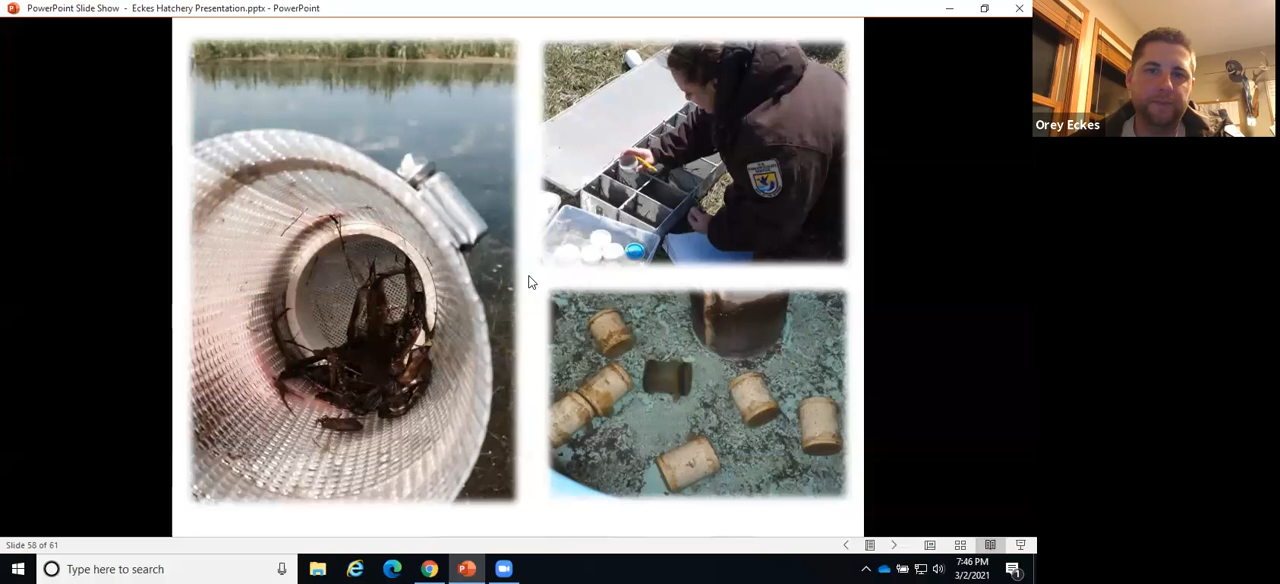 PowerPoint Slide Show - Eckes Hatchery Presentation.pptx - PowerPoint
Orey Eckes
Slide 58 of 61
Type here to search
7:46 PM
3/2/2021
1